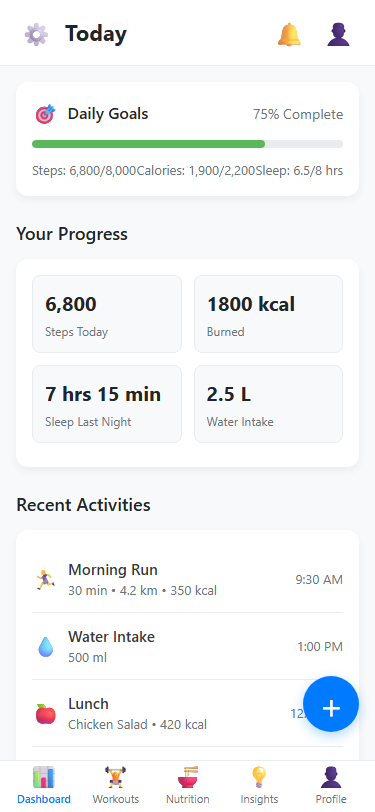 Today
Daily Goals 75% Complete
Steps: 6,800/8,000Calories: 1,900/2,200Sleep: 6.5/8 hrs
Your Progress
6,800 1800 kcal
Steps Today Burned
7 hrs 15 min 2.5 L
Sleep Last Night Water Intake
Recent Activities
Morning Run
30 min • 4.2 km • 350 kcal
9:30 AM
Water Intake
500 ml
1:00 PM
Lunch
Chicken Salad • 420 kcal
+
Dashboard Workouts Nutrition Insights Profile